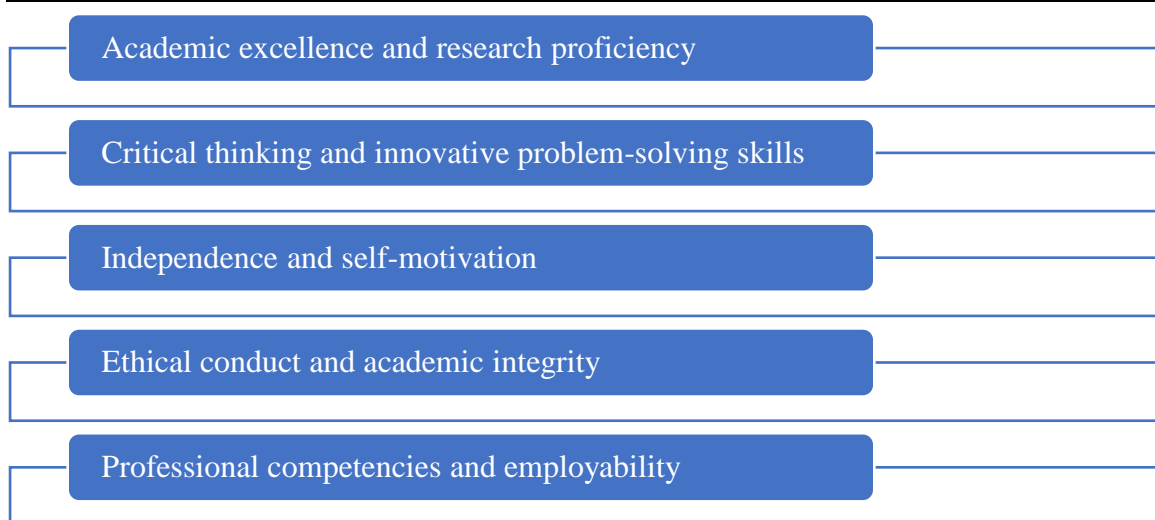 Academic excellence and research proficiency
Critical thinking and innovative problem-solving skills
Independence and self-motivation
Ethical conduct and academic integrity
Professional competencies and employability